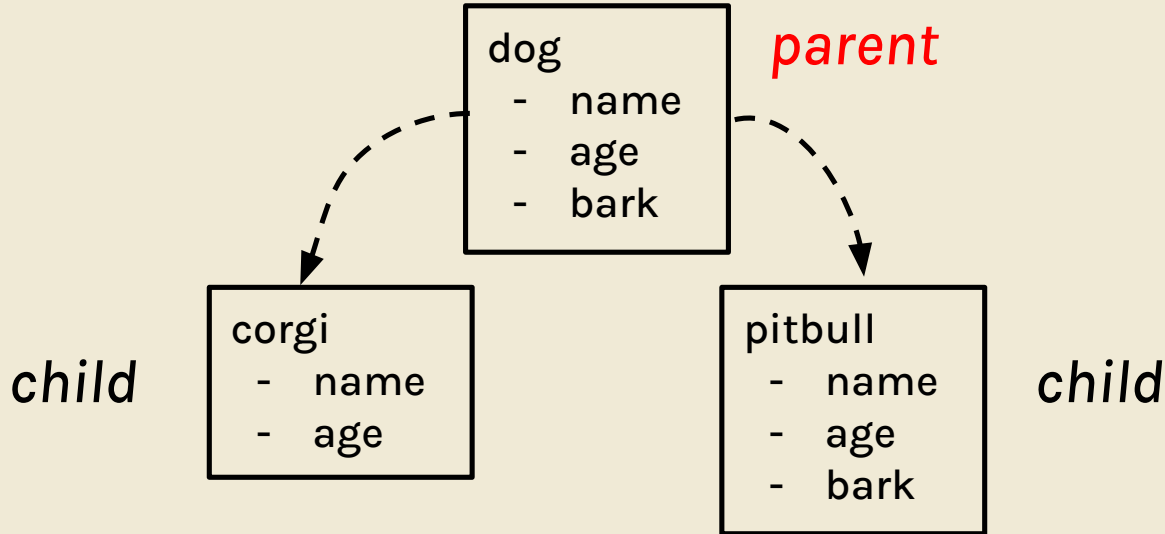 dog
- name
- age
- bark
parent
corgi
- name
- age
child
pitbull
- name
- age
- bark
child